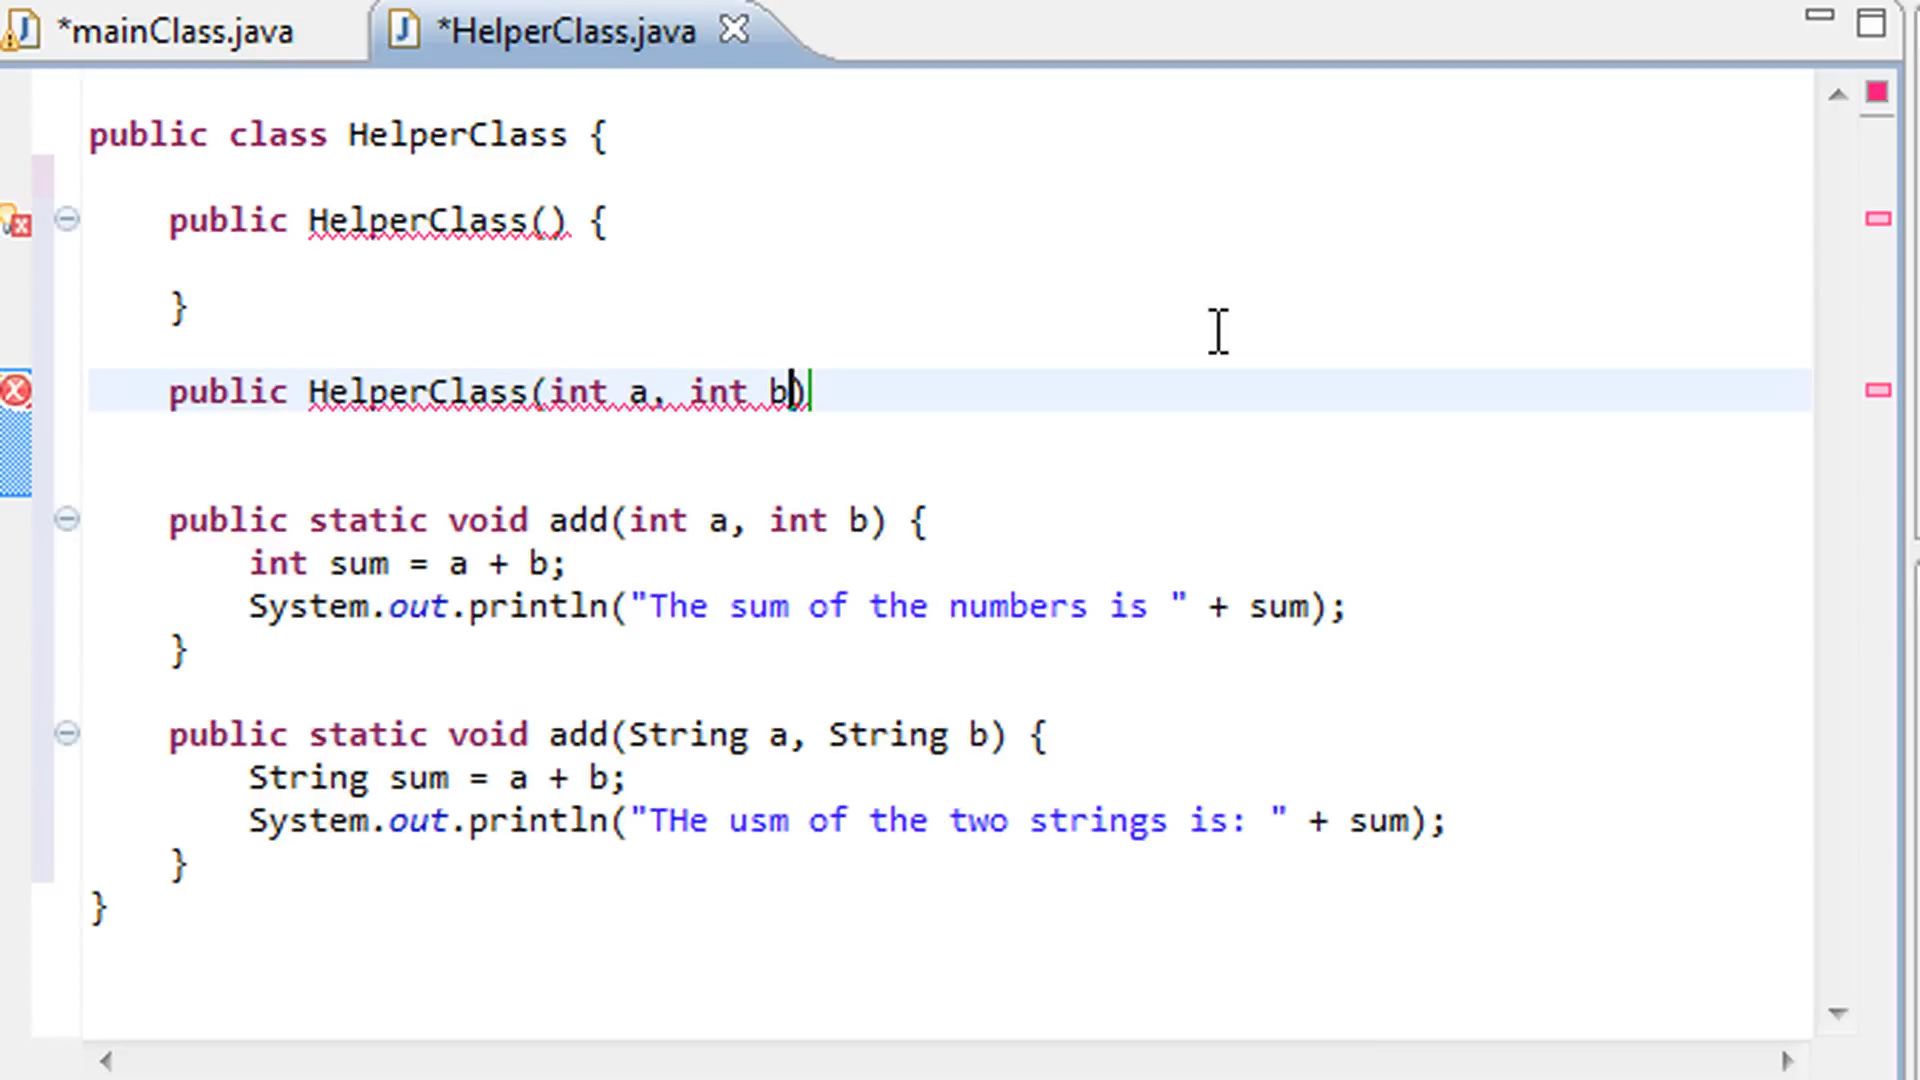 *mainClass.java
*HelperClass.java
public class HelperClass {
public HelperClass() {
}
public HelperClass(int a, int b)
public static void add(int a, int b) {
int sum = a + b;
System.out.println("The sum of the numbers is " + sum);
}
public static void add(String a, String b) {
String sum = a + b;
System.out.println("THe usm of the two strings is: " + sum);
}
}